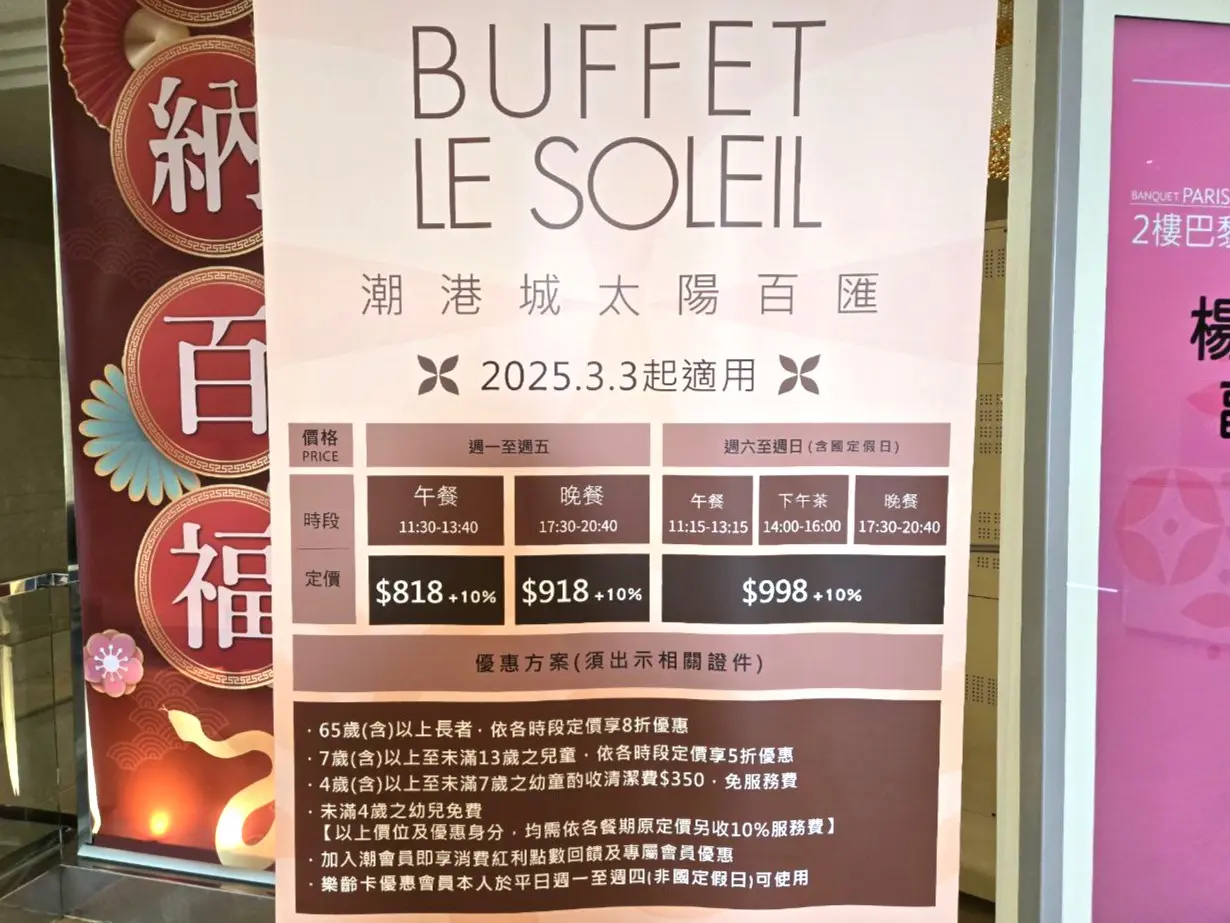 納
百
福
BUFFET
LE SOLEIL
潮港城太陽百匯
2025.3.3起適用
價格
PRICE
週一至週五
週六至週日(含國定假日)
時段
午餐
11:30-13:40
晚餐
17:30-20:40
午餐
11:15-13:15
下午茶
14:00-16:00
晚餐
17:30-20:40
定價
$818+10%
$918+10%
$998+10%
優惠方案(須出示相關證件)
·65歲(含)以上長者，依各時段定價享8折優惠
·7歲(含)以上至未滿13歲之兒童，依各時段定價享5折優惠
·4歲(含)以上至未滿7歲之幼童酌收清潔費$350，免服務費
·未滿4歲之幼兒免費
【以上價位及優惠身分，均需依各餐期原定價另收10%服務費】
·加入潮會員即享消費紅利點數回饋及專屬會員優惠
·樂齡卡優惠會員本人於平日週一至週四(非國定假日)可使用
BANQUET PARIS
2樓巴黎
楊